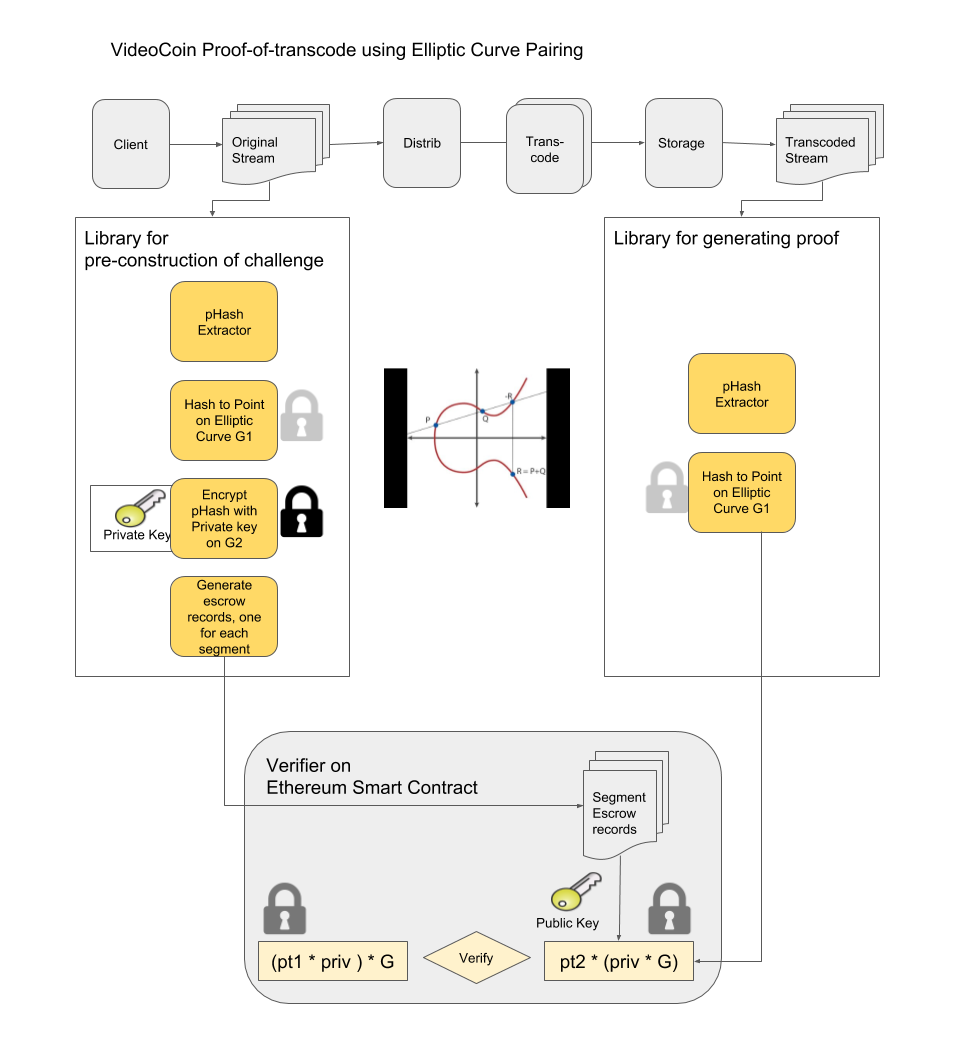 VideoCoin Proof-of-transcode using Elliptic Curve Pairing
Client
Original
Stream
Distrib
Trans-
code
Storage
Transcoded
Stream
Library for
pre-construction of challenge
pHash
Extractor
Hash to Point
on Elliptic
Curve G1
Private Key
Encrypt
pHash with
Private key
on G2
Generate
escrow
records, one
for each
segment
P
Q
-R
R = P+Q
Library for generating proof
pHash
Extractor
Hash to Point
on Elliptic
Curve G1
Verifier on
Ethereum Smart Contract
Segment
Escrow
records
Public Key
(pt1 * priv ) * G
Verify
pt2 * (priv * G)